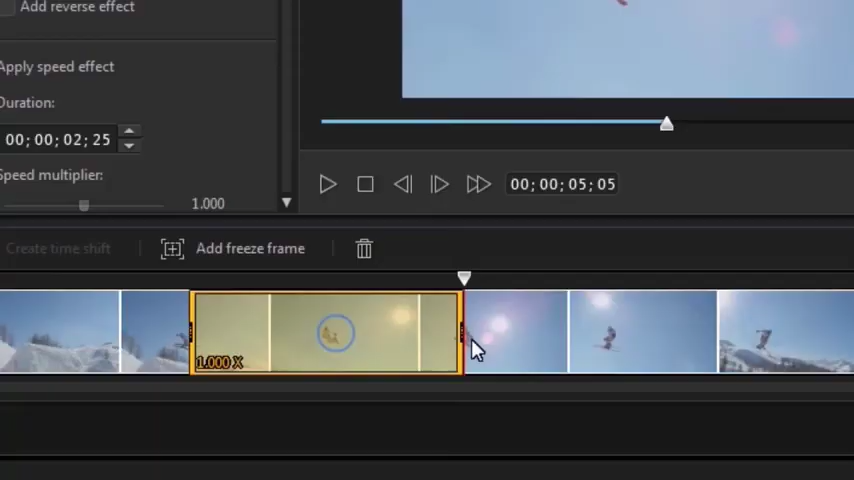 Add reverse effect
Apply speed effect
Duration:
00; 00; 02; 25
Speed multiplier:
1.000
00; 00; 05; 05
Create time shift
Add freeze frame
1.000 X